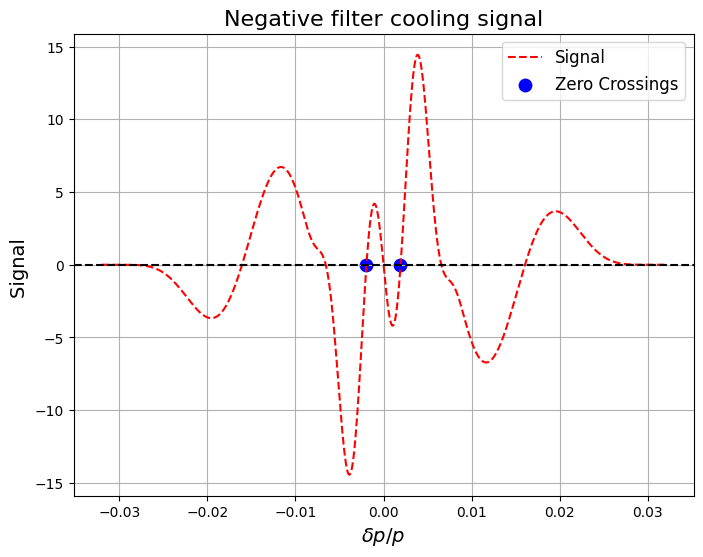 Negative filter cooling signal
Signal
Zero Crossings
15
10
5
0
−5
−10
−15
Signal
−0.03 −0.02 −0.01 0.00 0.01 0.02 0.03
δp/p